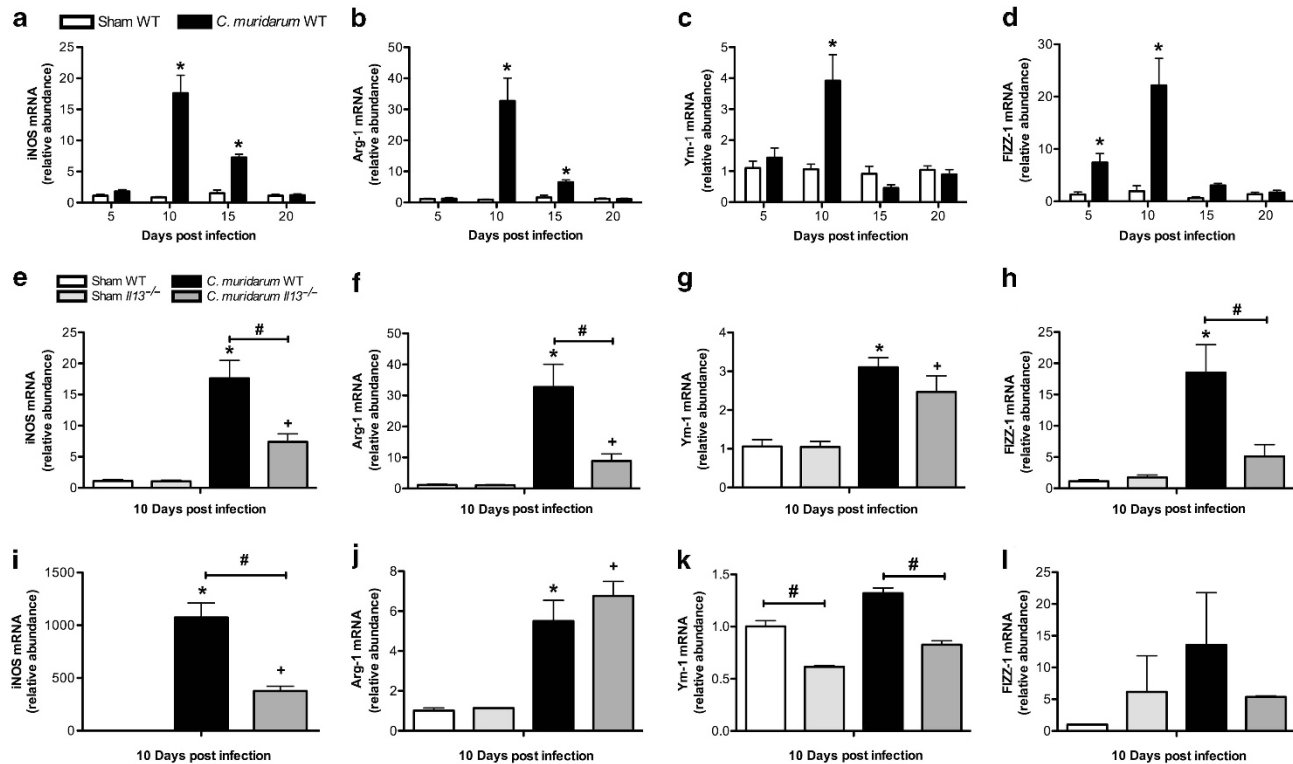 a b c d
Sham WT C. muridarum WT
iNOS mRNA
(relative abundance)
25
20
15
10
5
0
*
*
5 10 15 20
Days post infection
Arg-1 mRNA
(relative abundance)
50
40
30
20
10
0
*
*
5 10 15 20
Days post infection
Ym-1 mRNA
(relative abundance)
5
4
3
2
1
0
*
5 10 15 20
Days post infection
FIZZ-1 mRNA
(relative abundance)
30
20
10
0
*
*
5 10 15 20
Days post infection
e f g h
Sham WT C. muridarum WT
Sham Il13−/− C. muridarum Il13−/−
iNOS mRNA
(relative abundance)
25
20
15
10
5
0
#
*
+
10 Days post infection
Arg-1 mRNA
(relative abundance)
50
40
30
20
10
0
#
*
+
10 Days post infection
Ym-1 mRNA
(relative abundance)
4
3
2
1
0
*
+
10 Days post infection
FIZZ-1 mRNA
(relative abundance)
25
20
15
10
5
0
#
*
10 Days post infection
i j k l
iNOS mRNA
(relative abundance)
1500
1000
500
0
#
*
+
10 Days post infection
Arg-1 mRNA
(relative abundance)
8
6
4
2
0
*
+
10 Days post infection
Ym-1 mRNA
(relative abundance)
1.5
1.0
0.5
0.0
#
#
10 Days post infection
FIZZ-1 mRNA
(relative abundance)
25
20
15
10
5
0
10 Days post infection